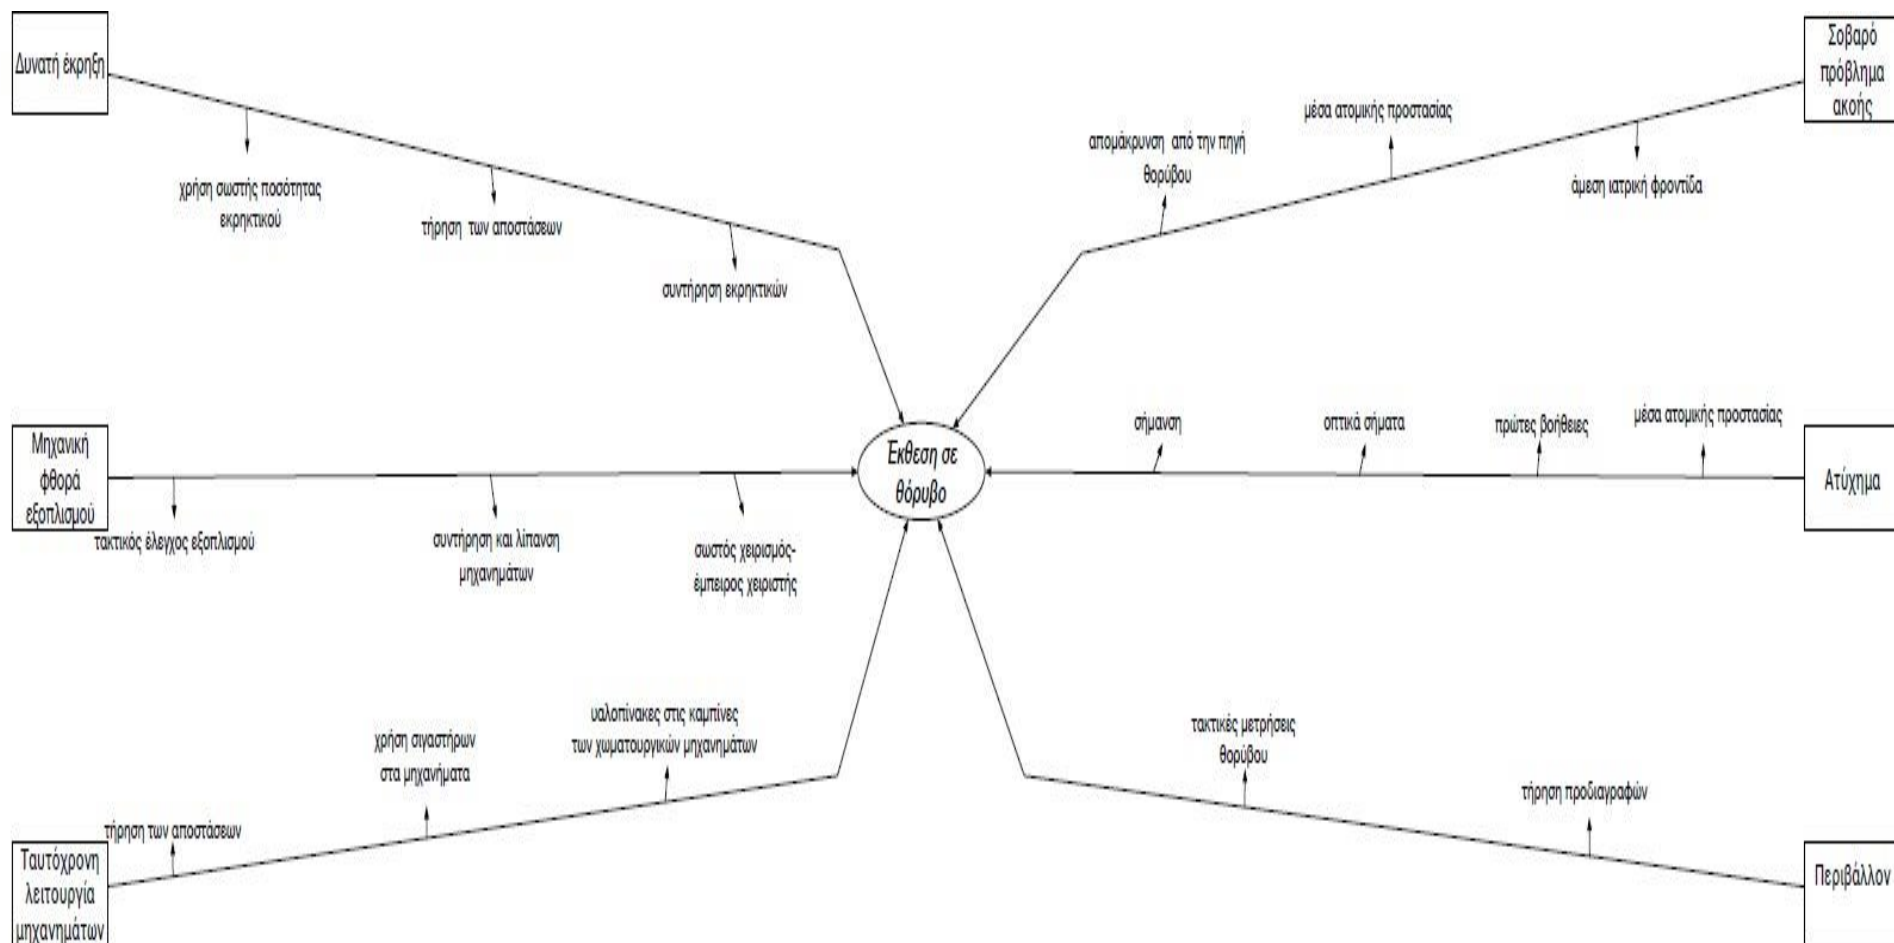 Δυνατή έκρηξη
χρήση σωστής ποσότητας
εκρηκτικού
τήρηση των αποστάσεων
συντήρηση εκρηκτικών
Σοβαρό
πρόβλημα
ακοής
απομάκρυνση από την πηγή
θορύβου
μέσα ατομικής προστασίας
άμεση ιατρική φροντίδα
Μηχανική
φθορά
εξοπλισμού
τακτικός έλεγχος εξοπλισμού
συντήρηση και λίπανση
μηχανημάτων
σωστός χειρισμός-
έμπειρος χειριστής
Έκθεση σε
θόρυβο
σήμανση
οπτικά σήματα
πρώτες βοήθειες
μέσα ατομικής προστασίας
Ατύχημα
Ταυτόχρονη
λειτουργία
μηχανημάτων
τήρηση των αποστάσεων
χρήση σιγαστήρων
στα μηχανήματα
υαλοπίνακες στις καμπίνες
των χωματουργικών μηχανημάτων
τακτικές μετρήσεις
θορύβου
τήρηση προδιαγραφών
Περιβάλλον